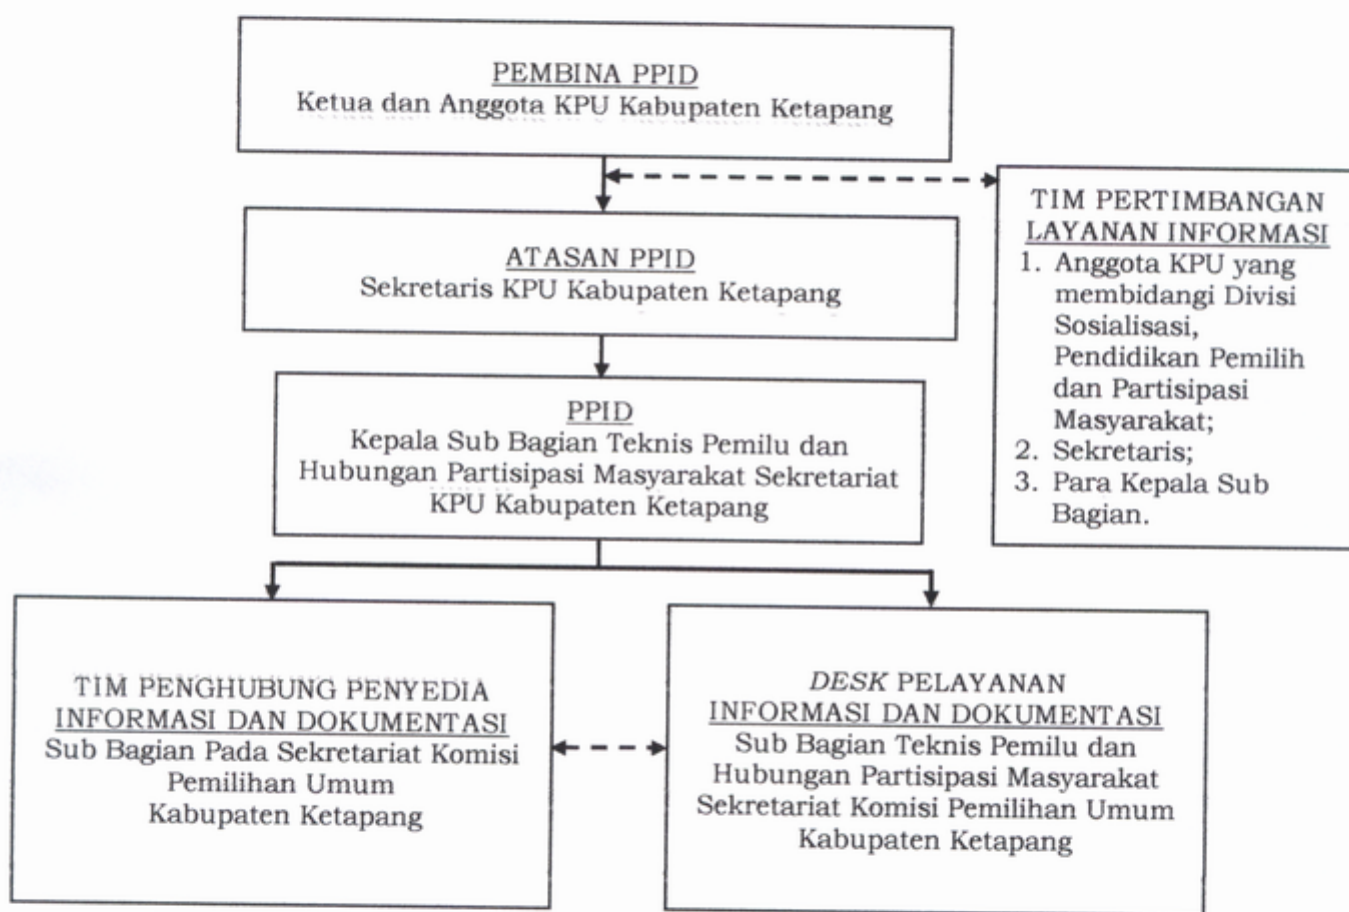 PEMBINA PPID
Ketua dan Anggota KPU Kabupaten Ketapang
TIM PERTIMBANGAN
LAYANAN INFORMASI
1. Anggota KPU yang
membidangi Divisi
Sosialisasi,
Pendidikan Pemilih
dan Partisipasi
Masyarakat;
2. Sekretaris;
3. Para Kepala Sub
Bagian.
ATASAN PPID
Sekretaris KPU Kabupaten Ketapang
PPID
Kepala Sub Bagian Teknis Pemilu dan
Hubungan Partisipasi Masyarakat Sekretariat
KPU Kabupaten Ketapang
TIM PENGHUBUNG PENYEDIA
INFORMASI DAN DOKUMENTASI
Sub Bagian Pada Sekretariat Komisi
Pemilihan Umum
Kabupaten Ketapang
DESK PELAYANAN
INFORMASI DAN DOKUMENTASI
Sub Bagian Teknis Pemilu dan
Hubungan Partisipasi Masyarakat
Sekretariat Komisi Pemilihan Umum
Kabupaten Ketapang